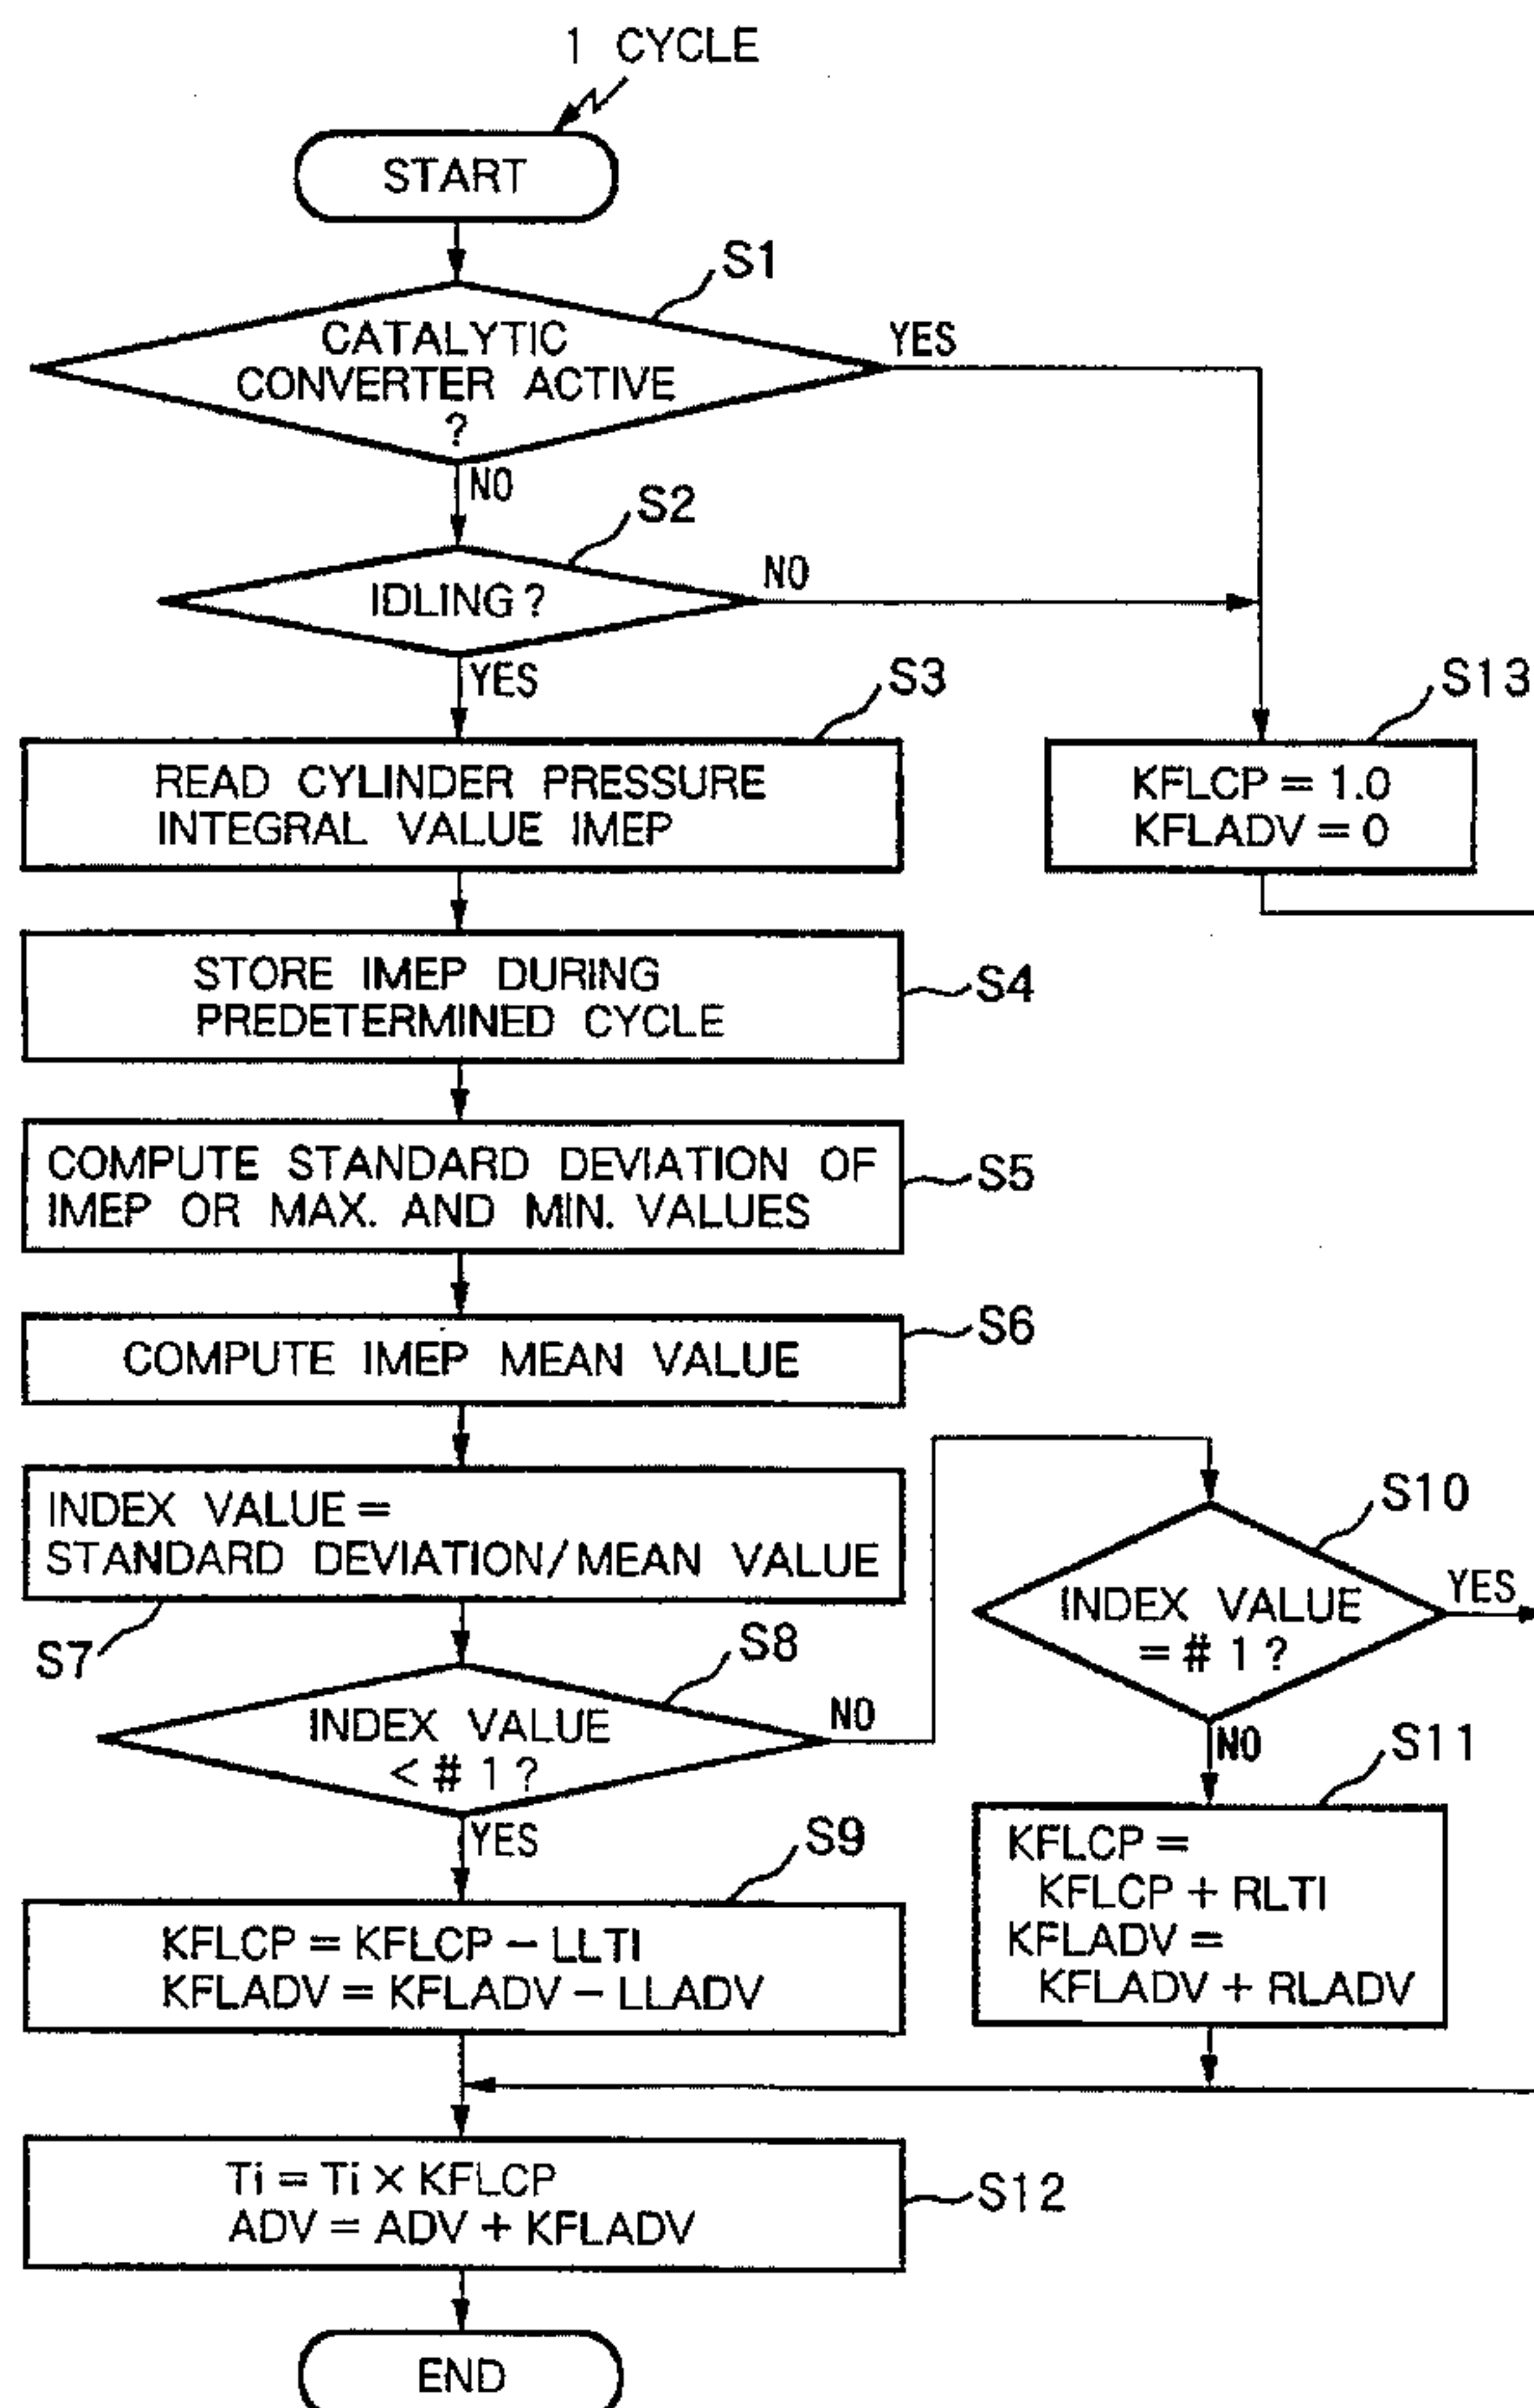 1 CYCLE
START
S1
CATALYTIC
CONVERTER ACTIVE
?
YES
NO
S2
IDLING?
NO
YES
S3
READ CYLINDER PRESSURE
INTEGRAL VALUE IMEP
S13
KFLCP = 1.0
KFLADV = 0
STORE IMEP DURING
PREDETERMINED CYCLE
S4
COMPUTE STANDARD DEVIATION OF
IMEP OR MAX. AND MIN. VALUES
S5
COMPUTE IMEP MEAN VALUE
S6
INDEX VALUE =
STANDARD DEVIATION/MEAN VALUE
S7
S8
INDEX VALUE
< # 1 ?
NO
YES
S10
INDEX VALUE
= # 1 ?
YES
NO
S11
KFLCP =
KFLCP + RLTI
KFLADV =
KFLADV + RLADV
S9
KFLCP = KFLCP − LLTI
KFLADV = KFLADV − LLADV
Ti = Ti × KFLCP
ADV = ADV + KFLADV
S12
END